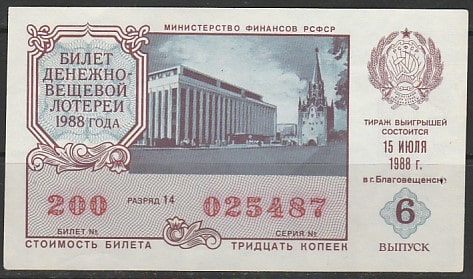 МИНИСТЕРСТВО ФИНАНСОВ РСФСР
БИЛЕТ
ДЕНЕЖНО-
ВЕЩЕВОЙ
ЛОТЕРЕИ
1988 ГОДА
ТИРАЖ ВЫИГРЫШЕЙ
СОСТОИТСЯ
15 ИЮЛЯ
1988 г.
в г. Благовещенске
200 РАЗРЯД 14 025487
БИЛЕТ № СЕРИЯ №
6
ВЫПУСК
СТОИМОСТЬ БИЛЕТА ТРИДЦАТЬ КОПЕЕК